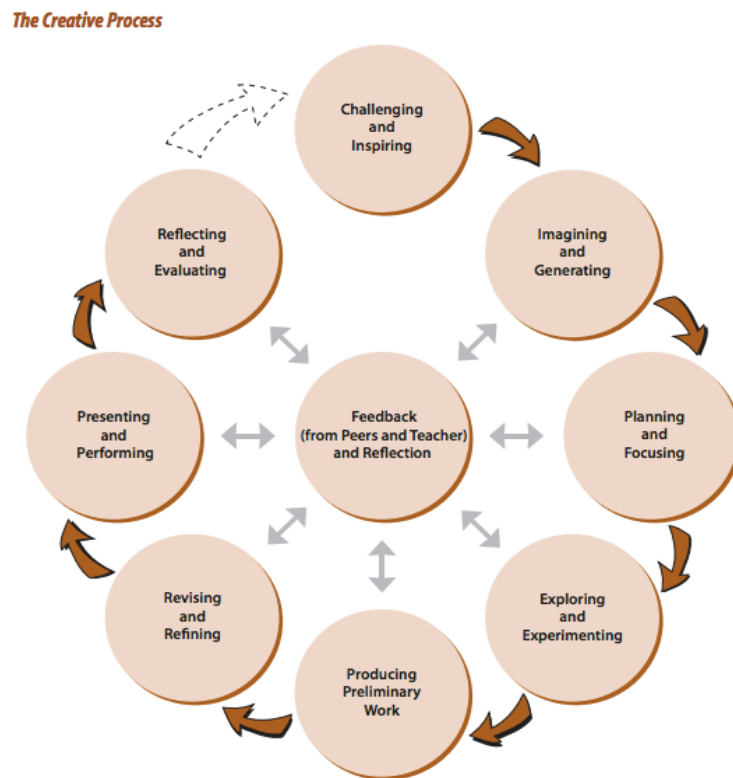 The Creative Process
Challenging
and
Inspiring
Imagining
and
Generating
Planning
and
Focusing
Exploring
and
Experimenting
Producing
Preliminary
Work
Revising
and
Refining
Presenting
and
Performing
Reflecting
and
Evaluating
Feedback
(from Peers and Teacher)
and Reflection